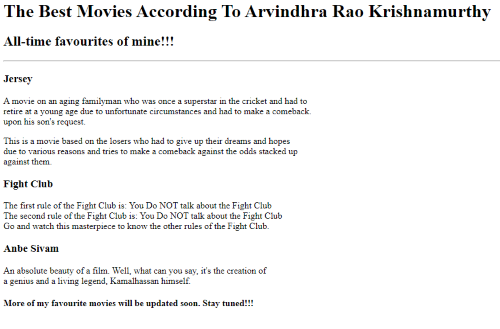 The Best Movies According To Arvindhra Rao Krishnamurthy
All-time favourites of mine!!!
Jersey
A movie on an aging familyman who was once a superstar in the cricket and had to
retire at a young age due to unfortunate circumstances and had to make a comeback
upon his son's request.
This is a movie based on the losers who had to give up their dreams and hopes
due to various reasons and tries to make a comeback against the odds stacked up
against them.
Fight Club
The first rule of the Fight Club is: You Do NOT talk about the Fight Club
The second rule of the Fight Club is: You Do NOT talk about the Fight Club
Go and watch this masterpiece to know the other rules of the Fight Club.
Anbe Sivam
An absolute beauty of a film. Well, what can you say, it's the creation of
a genius and a living legend, Kamalhassan himself.
More of my favourite movies will be updated soon. Stay tuned!!!